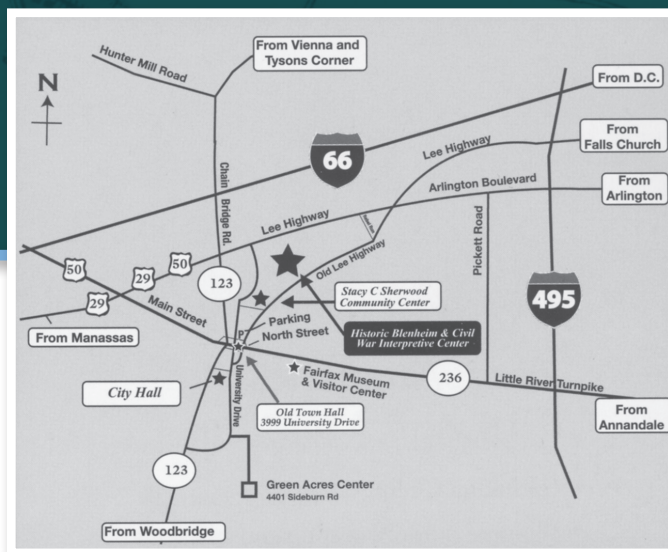 From Vienna and
Tysons Corner
Hunter Mill Road
N
From D.C.
From
Falls Church
66
Lee Highway
Chain Bridge Rd.
Arlington Boulevard
From
Arlington
Lee Highway
Pickett Road
Old Lee Highway
50
29
50
123
29
Main Street
Stacy C Sherwood
Community Center
495
Parking
P
North Street
Historic Blenheim & Civil
War Interpretive Center
From Manassas
City Hall
University Drive
Fairfax Museum
& Visitor Center
236
Little River Turnpike
Old Town Hall
3999 University Drive
From
Annandale
123
Green Acres Center
4401 Sideburn Rd
From Woodbridge